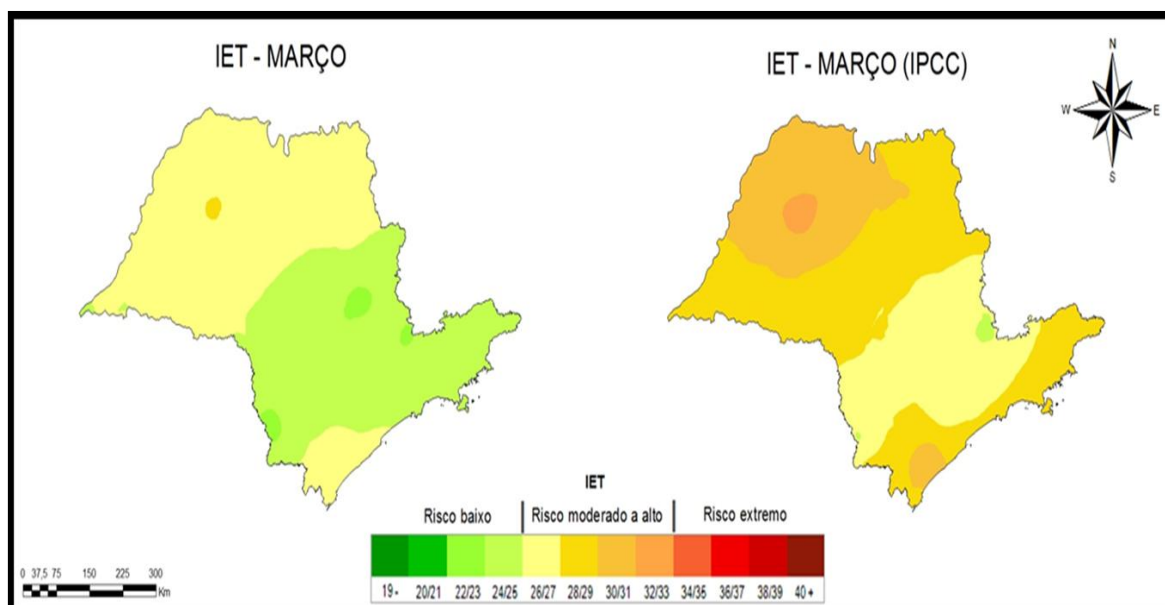 IET - MARÇO
IET - MARÇO (IPCC)
N
W E
S
IET
Risco baixo | Risco moderado a alto | Risco extremo
19 - 20/21 22/23 24/25 26/27 28/29 30/31 32/33 34/35 36/37 38/39 40 +
0 37,5 75 150 225 300
Km